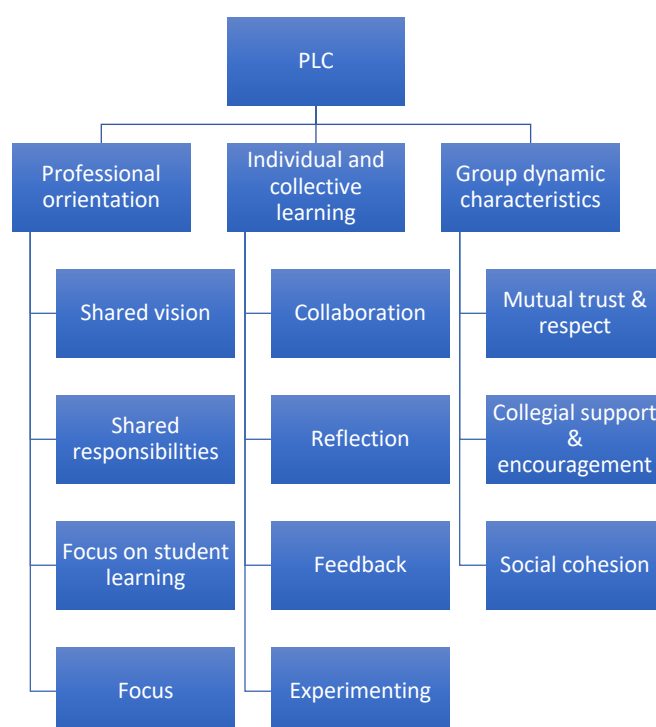 PLC
Professional
orrientation
Individual and
collective
learning
Group dynamic
characteristics
Shared vision
Collaboration
Mutual trust &
respect
Shared
responsibilities
Reflection
Collegial support
&
encouragement
Focus on student
learning
Feedback
Social cohesion
Focus
Experimenting